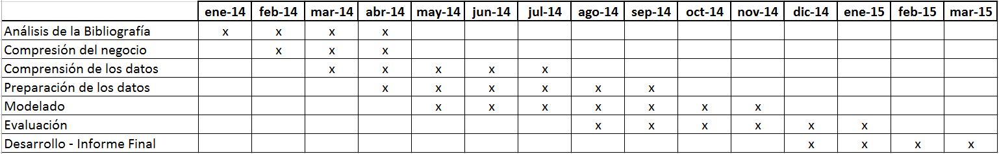 ene-14 feb-14 mar-14 abr-14 may-14 jun-14 jul-14 ago-14 sep-14 oct-14 nov-14 dic-14 ene-15 feb-15 mar-15
Análisis de la Bibliografía x x x x
Compresión del negocio x x x
Comprensión de los datos x x x x x
Preparación de los datos x x x x x x
Modelado x x x x x x x
Evaluación x x x x x x
Desarrollo - Informe Final x x x x